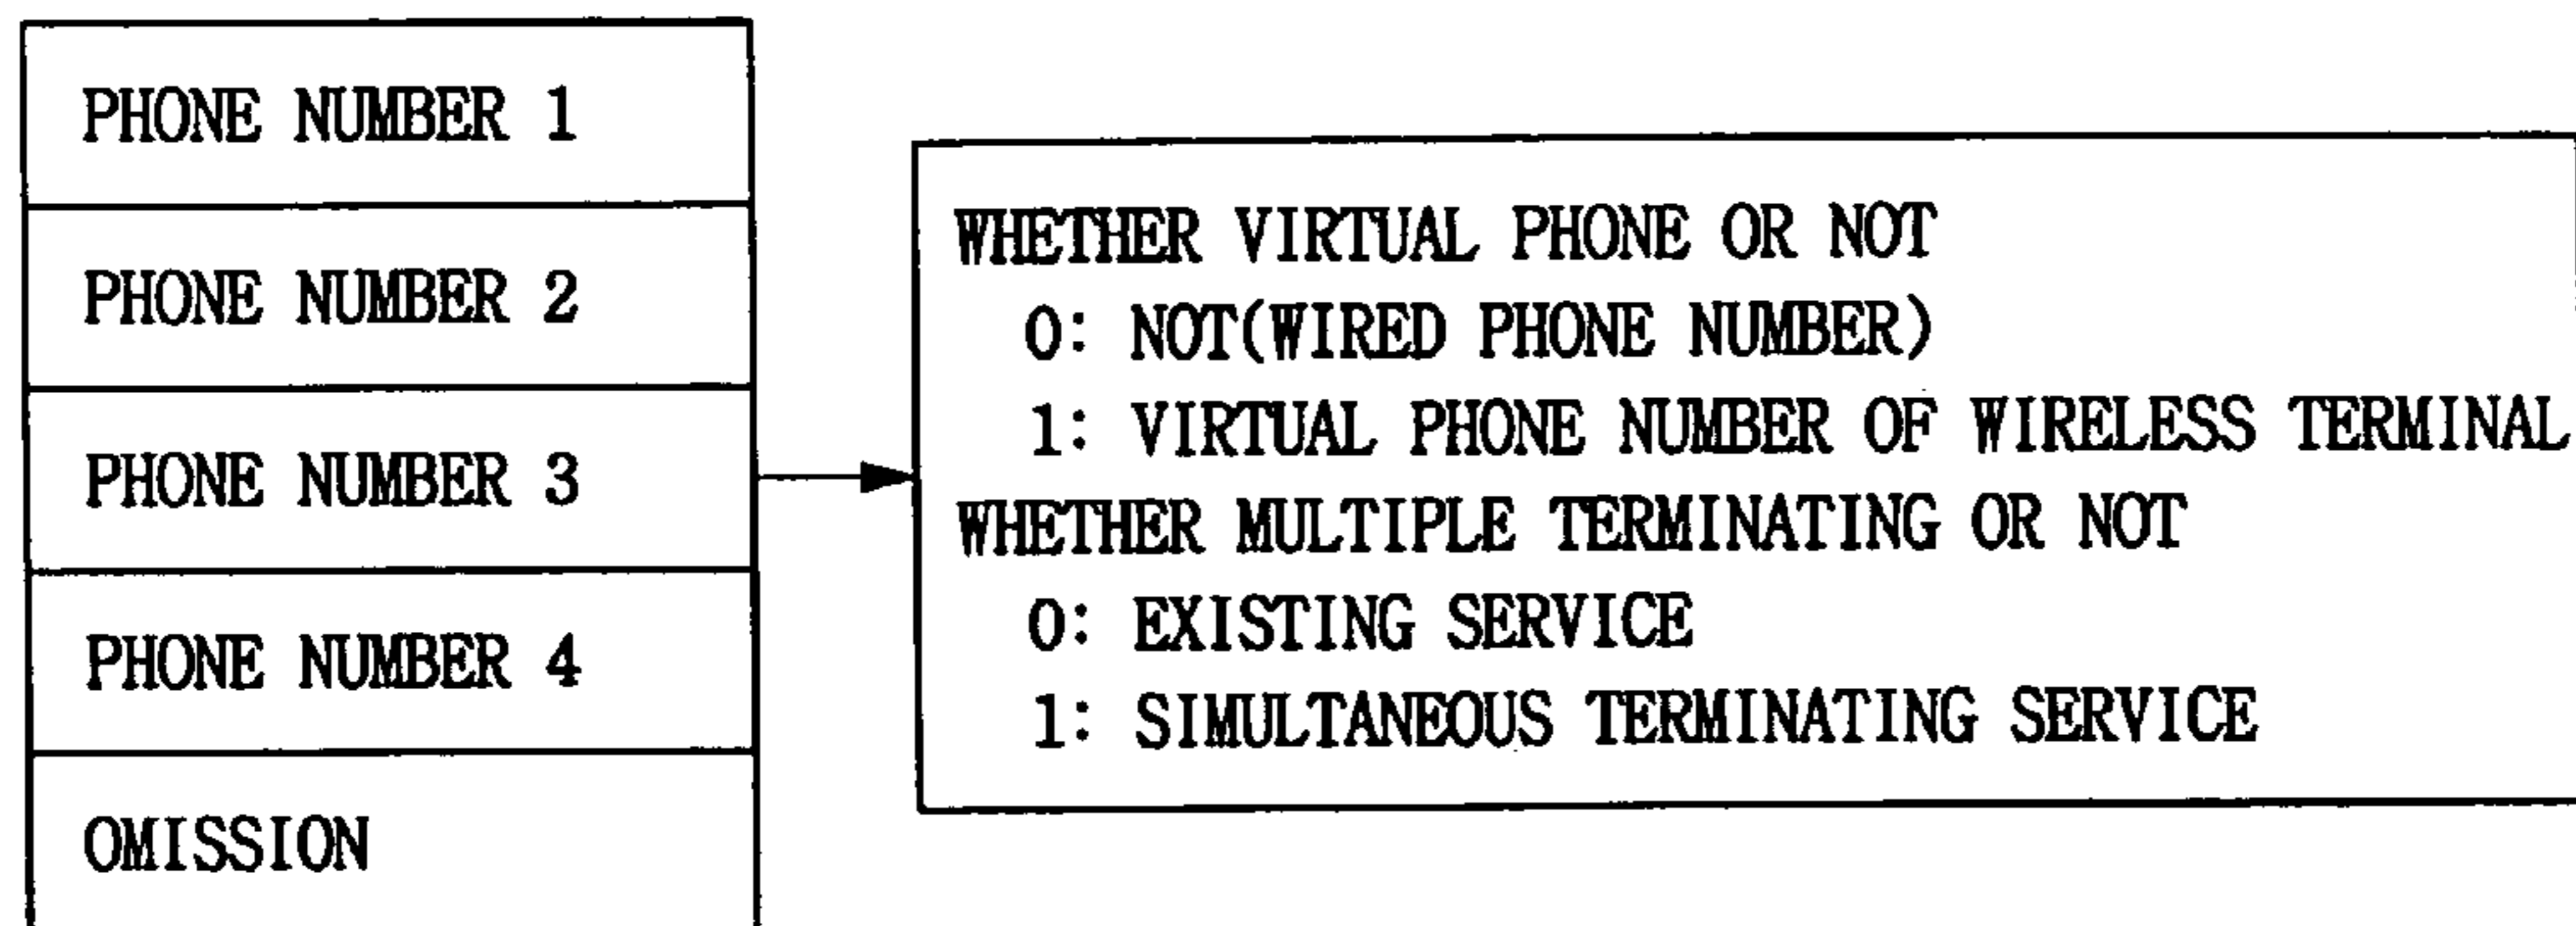 PHONE NUMBER 1
PHONE NUMBER 2
PHONE NUMBER 3
PHONE NUMBER 4
OMISSION
WHETHER VIRTUAL PHONE OR NOT
0: NOT(WIRED PHONE NUMBER)
1: VIRTUAL PHONE NUMBER OF WIRELESS TERMINAL
WHETHER MULTIPLE TERMINATING OR NOT
0: EXISTING SERVICE
1: SIMULTANEOUS TERMINATING SERVICE